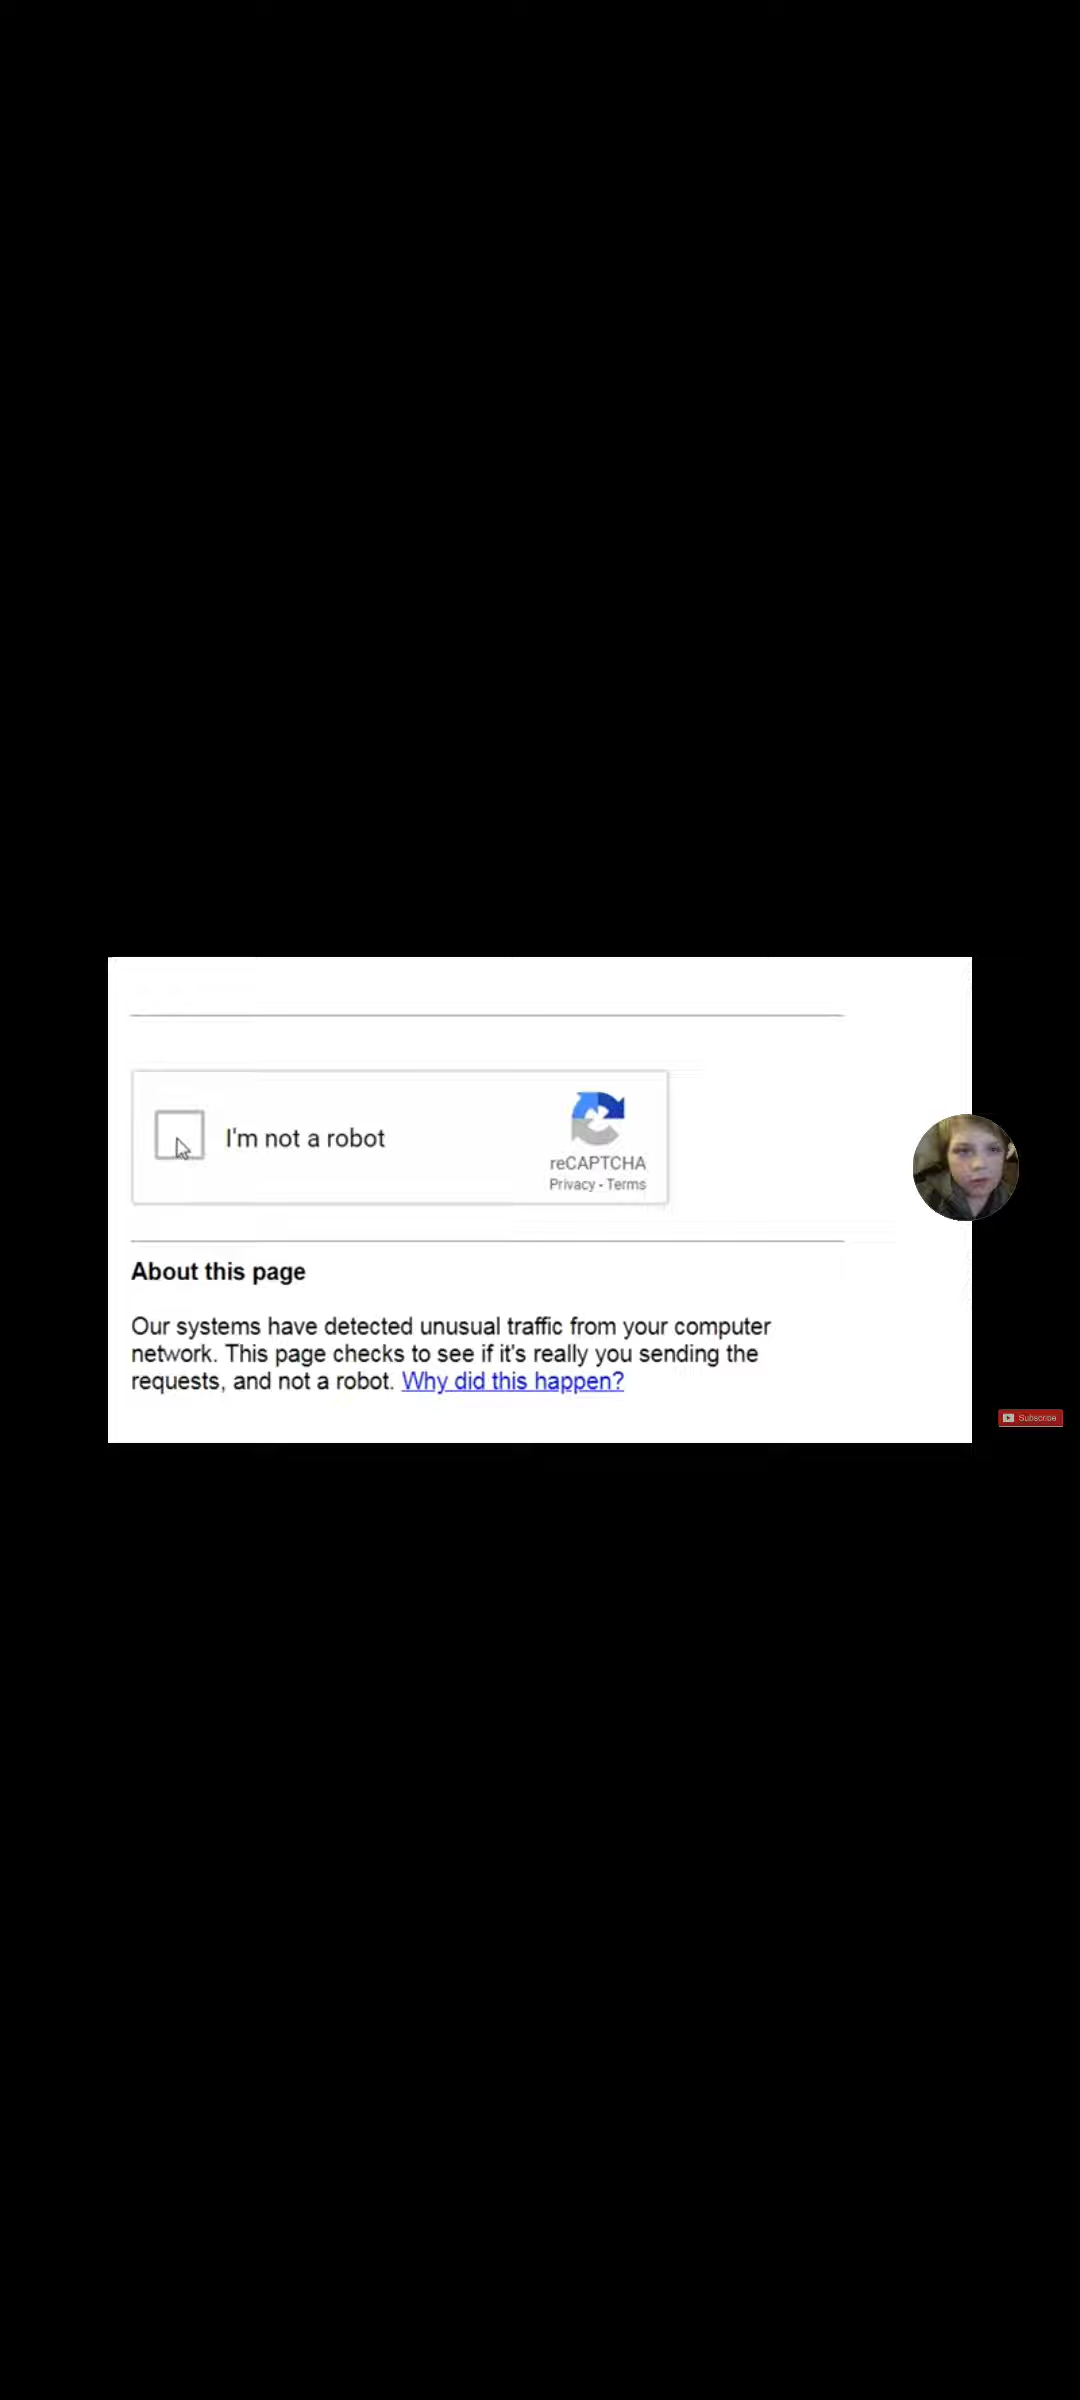 I'm not a robot
reCAPTCHA
Privacy - Terms
About this page
Our systems have detected unusual traffic from your computer
network. This page checks to see if it's really you sending the
requests, and not a robot. Why did this happen?
Subscribe